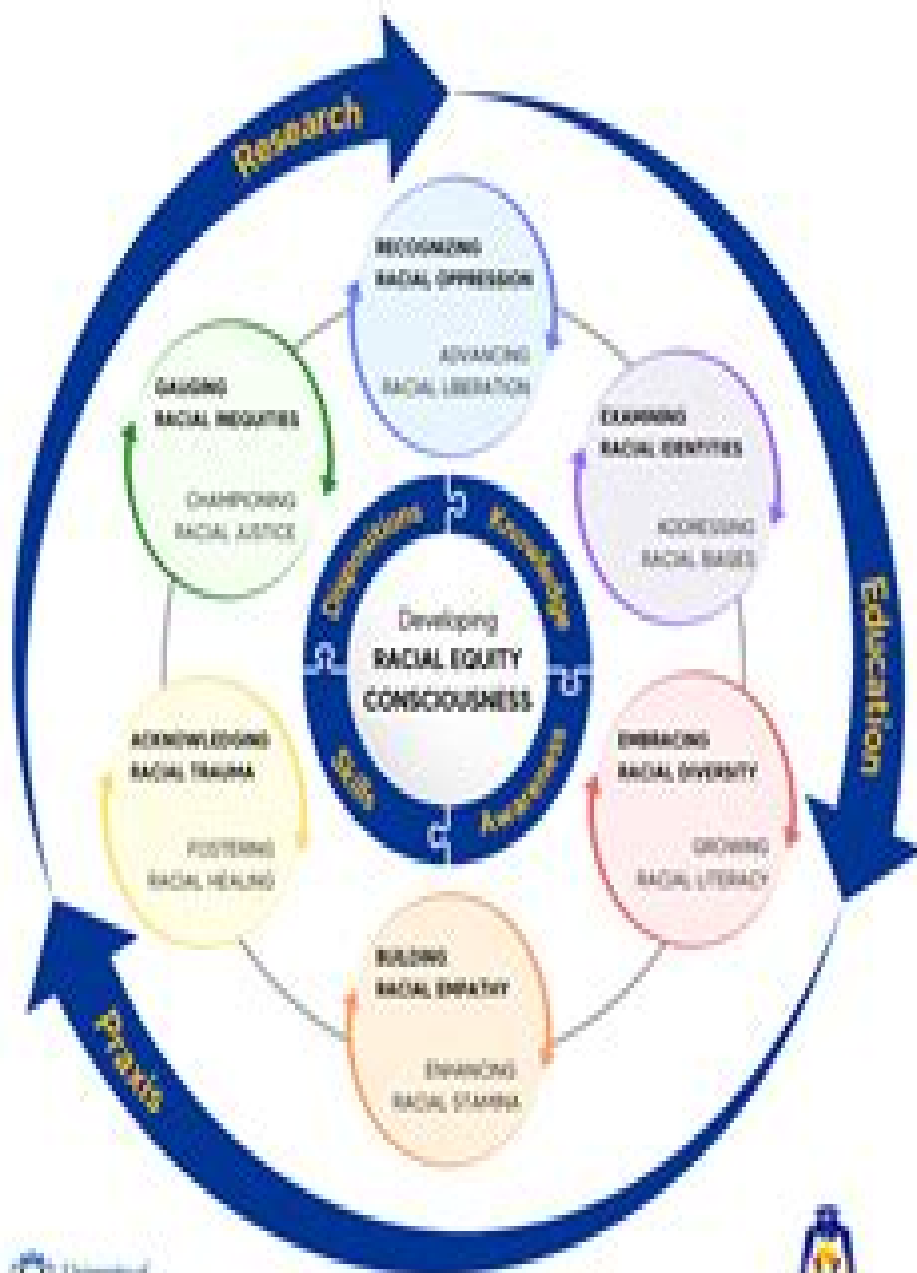 Research
RECOGNIZING
RACIAL OPPRESSION
ADVANCING
RACIAL LIBERATION
GAUGING
RACIAL INEQUITIES
CHAMPIONING
RACIAL JUSTICE
EXAMINING
RACIAL IDENTITIES
ADDRESSING
RACIAL BIASES
Education
Dispositions
Knowledge
Developing
RACIAL EQUITY
CONSCIOUSNESS
Skills
Awareness
ACKNOWLEDGING
RACIAL TRAUMA
FOSTERING
RACIAL HEALING
EMBRACING
RACIAL DIVERSITY
GROWING
RACIAL LITERACY
BUILDING
RACIAL EMPATHY
ENHANCING
RACIAL STAMINA
Praxis
University of